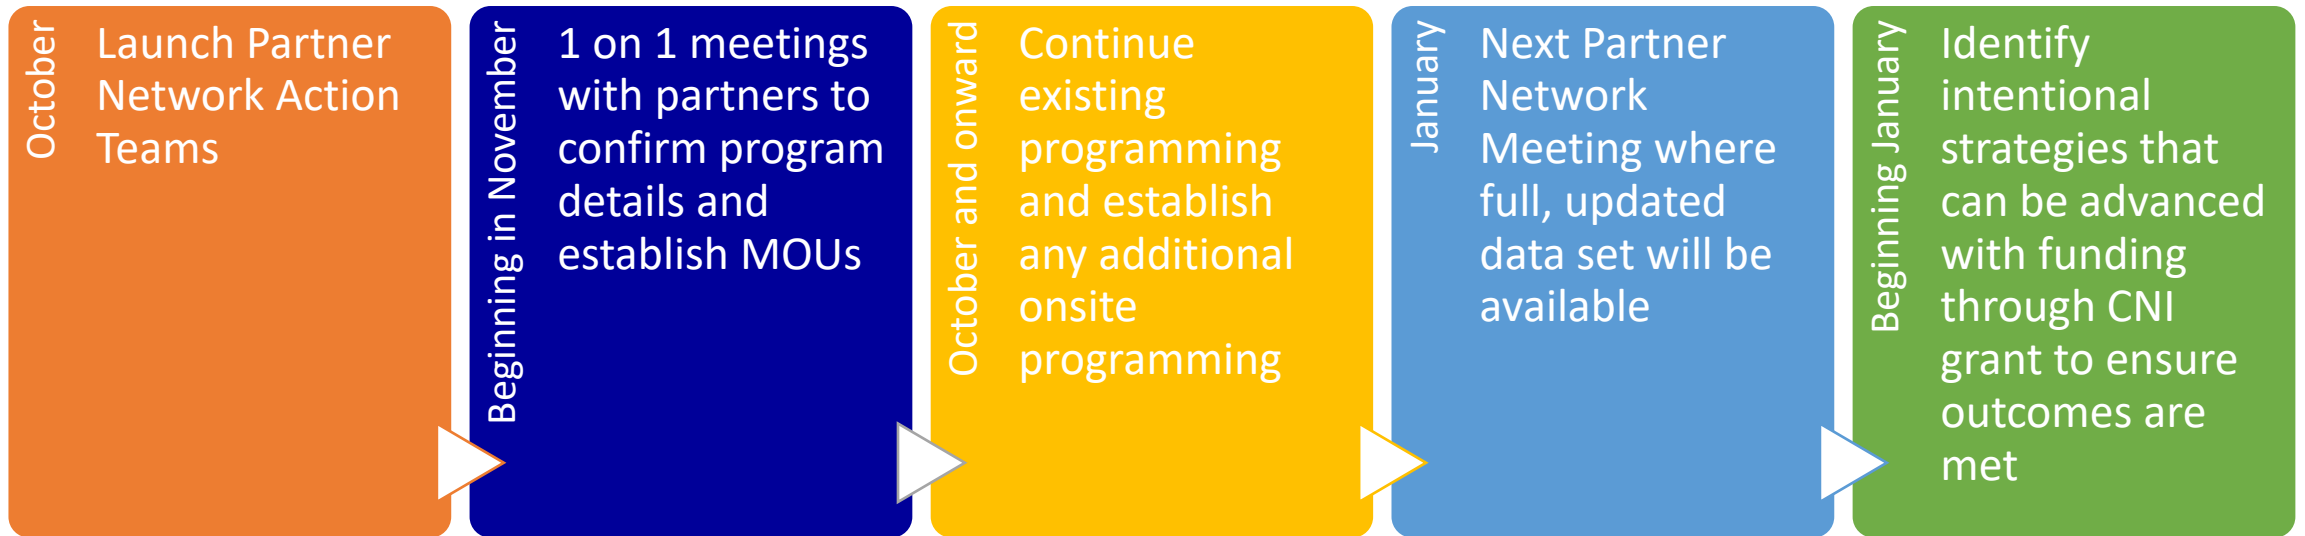 October
Launch Partner
Network Action
Teams
Beginning in November
1 on 1 meetings
with partners to
confirm program
details and
establish MOUs
October and onward
Continue
existing
programming
and establish
any additional
onsite
programming
January
Next Partner
Network
Meeting where
full, updated
data set will be
available
Beginning January
Identify
intentional
strategies that
can be advanced
with funding
through CNI
grant to ensure
outcomes are
met